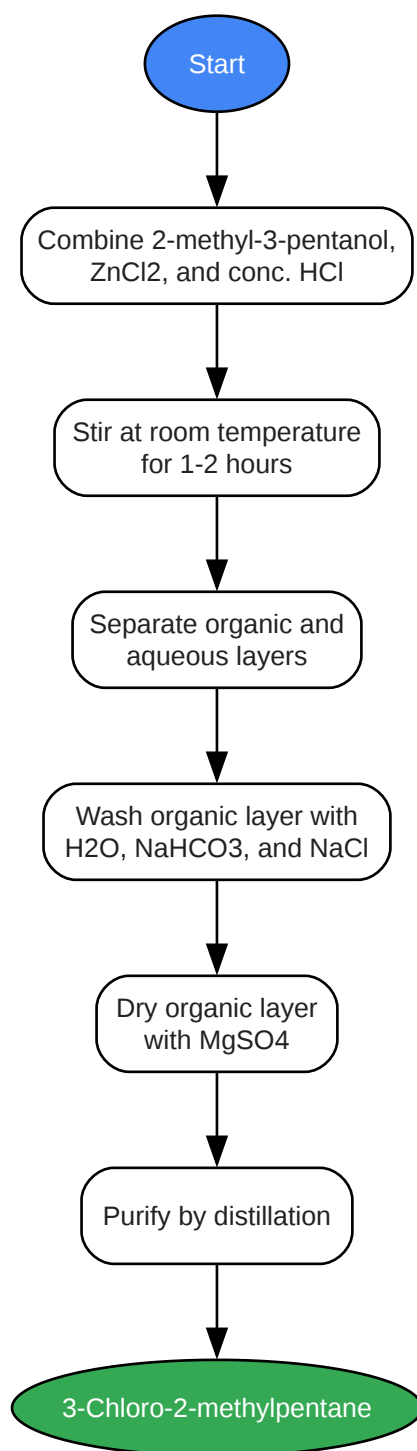 Start
Combine 2-methyl-3-pentanol,
ZnCl2, and conc. HCl
Stir at room temperature
for 1-2 hours
Separate organic and
aqueous layers
Wash organic layer with
H2O, NaHCO3, and NaCl
Dry organic layer
with MgSO4
Purify by distillation
3-Chloro-2-methylpentane